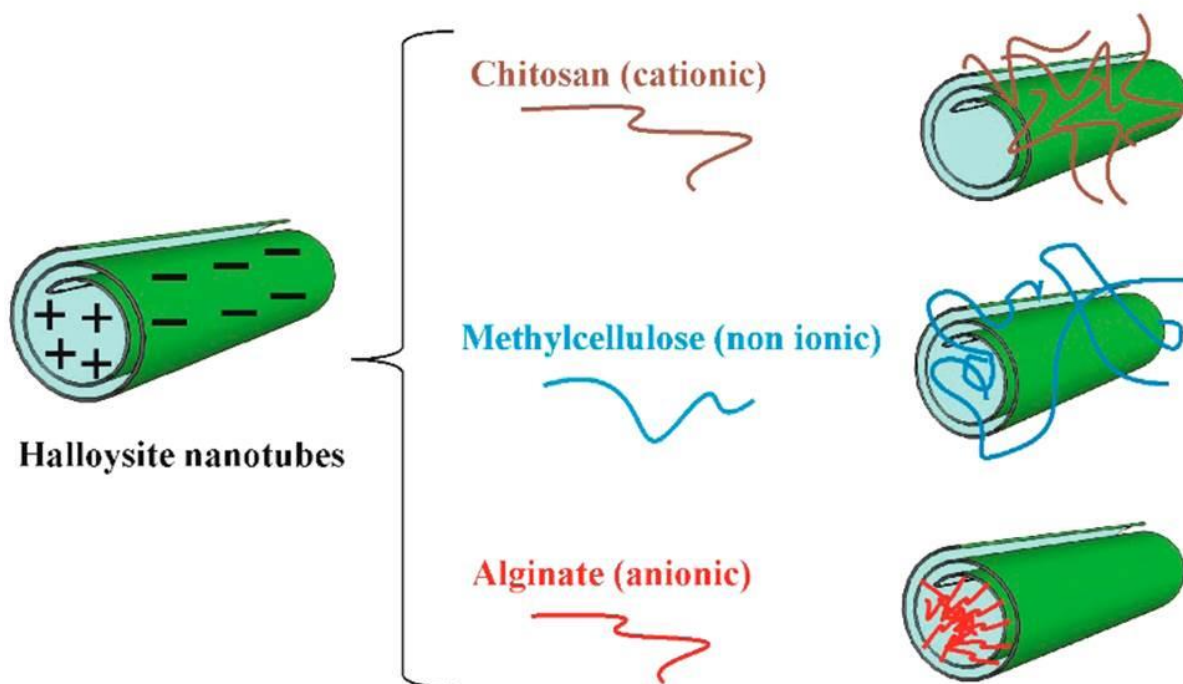 Chitosan (cationic)
Halloysite nanotubes
Methylcellulose (non ionic)
Alginate (anionic)